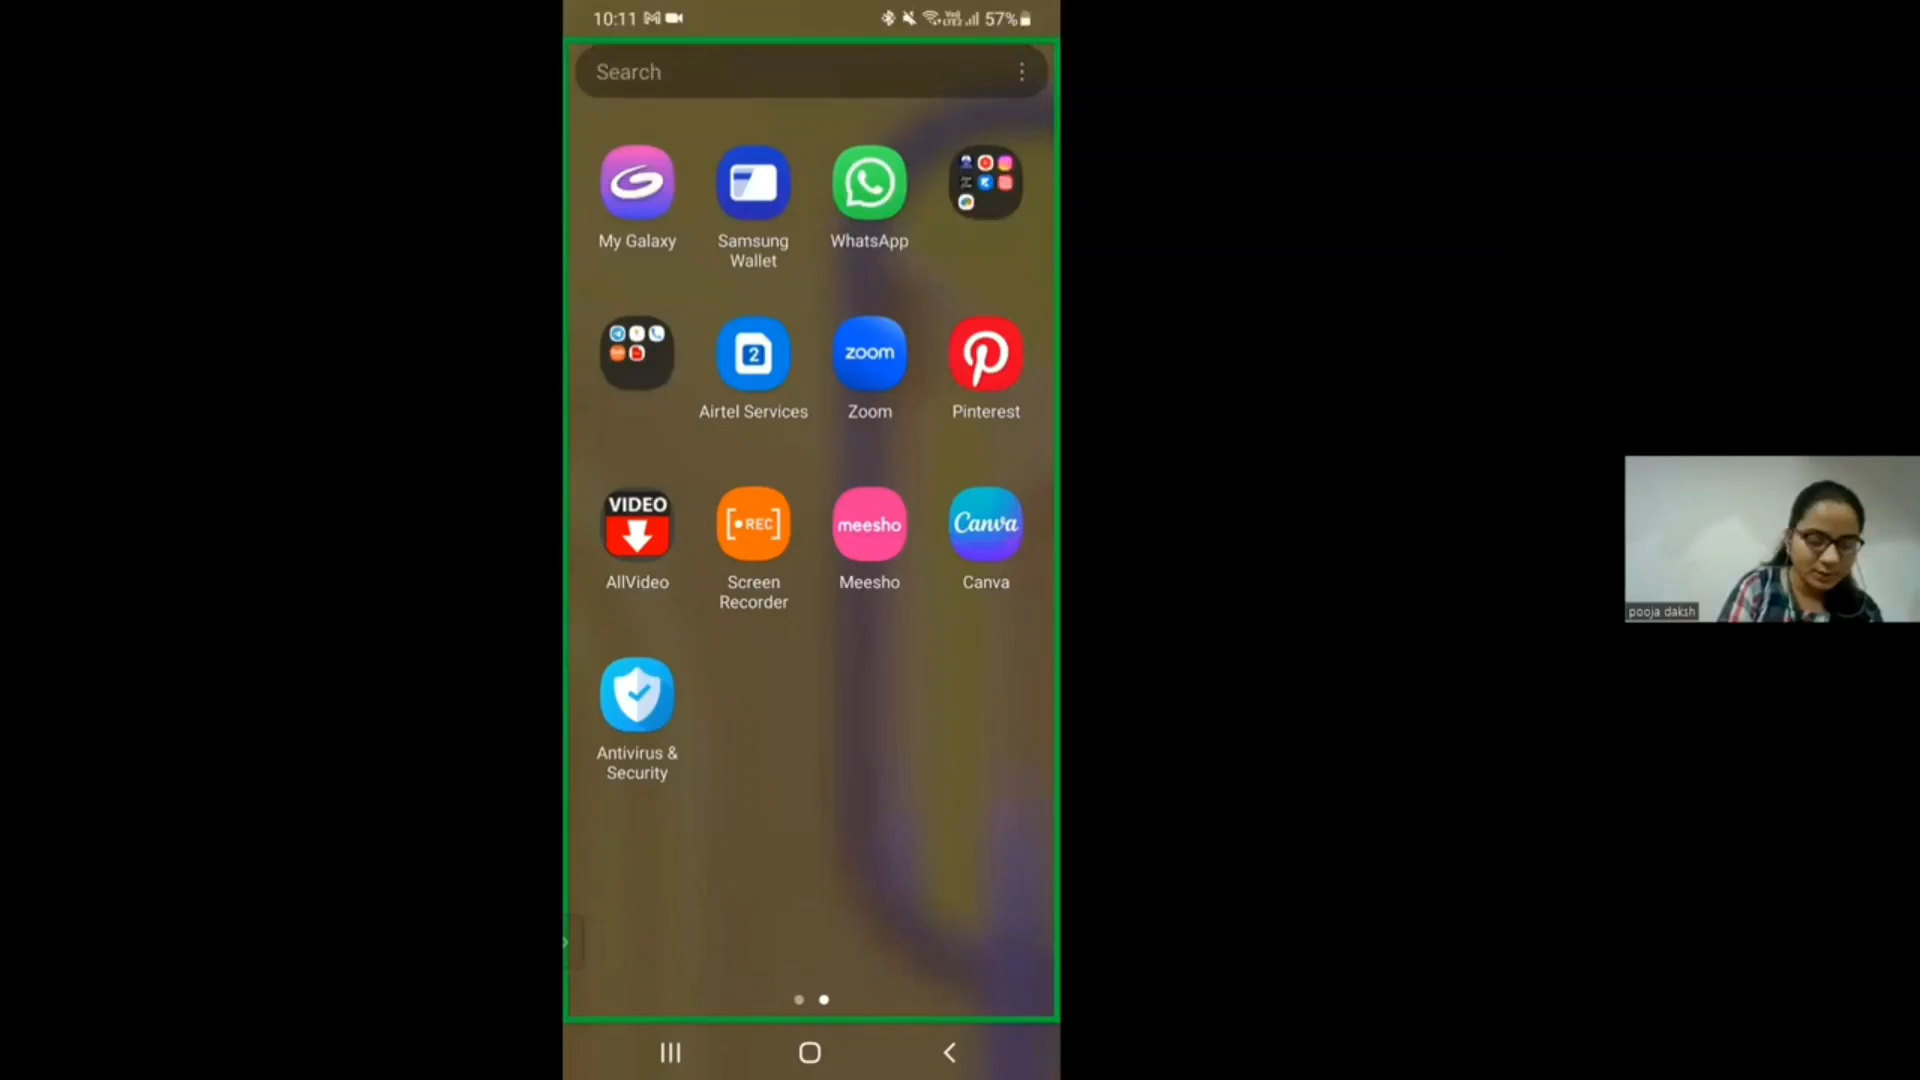 10:11
57%
Search
My Galaxy
Samsung
Wallet
WhatsApp
2
zoom
Airtel Services
Zoom
Pinterest
VIDEO
REC
meesho
Canva
AllVideo
Screen
Recorder
Meesho
Canva
pooja daksh
Antivirus &
Security